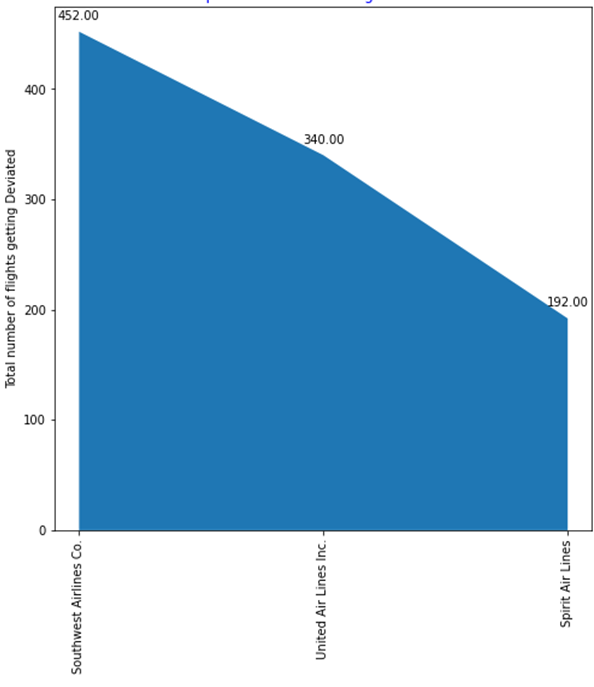 452.00
400
340.00
300
192.00
200
100
0
Total number of flights getting Deviated
Southwest Airlines Co.
United Air Lines Inc.
Spirit Air Lines